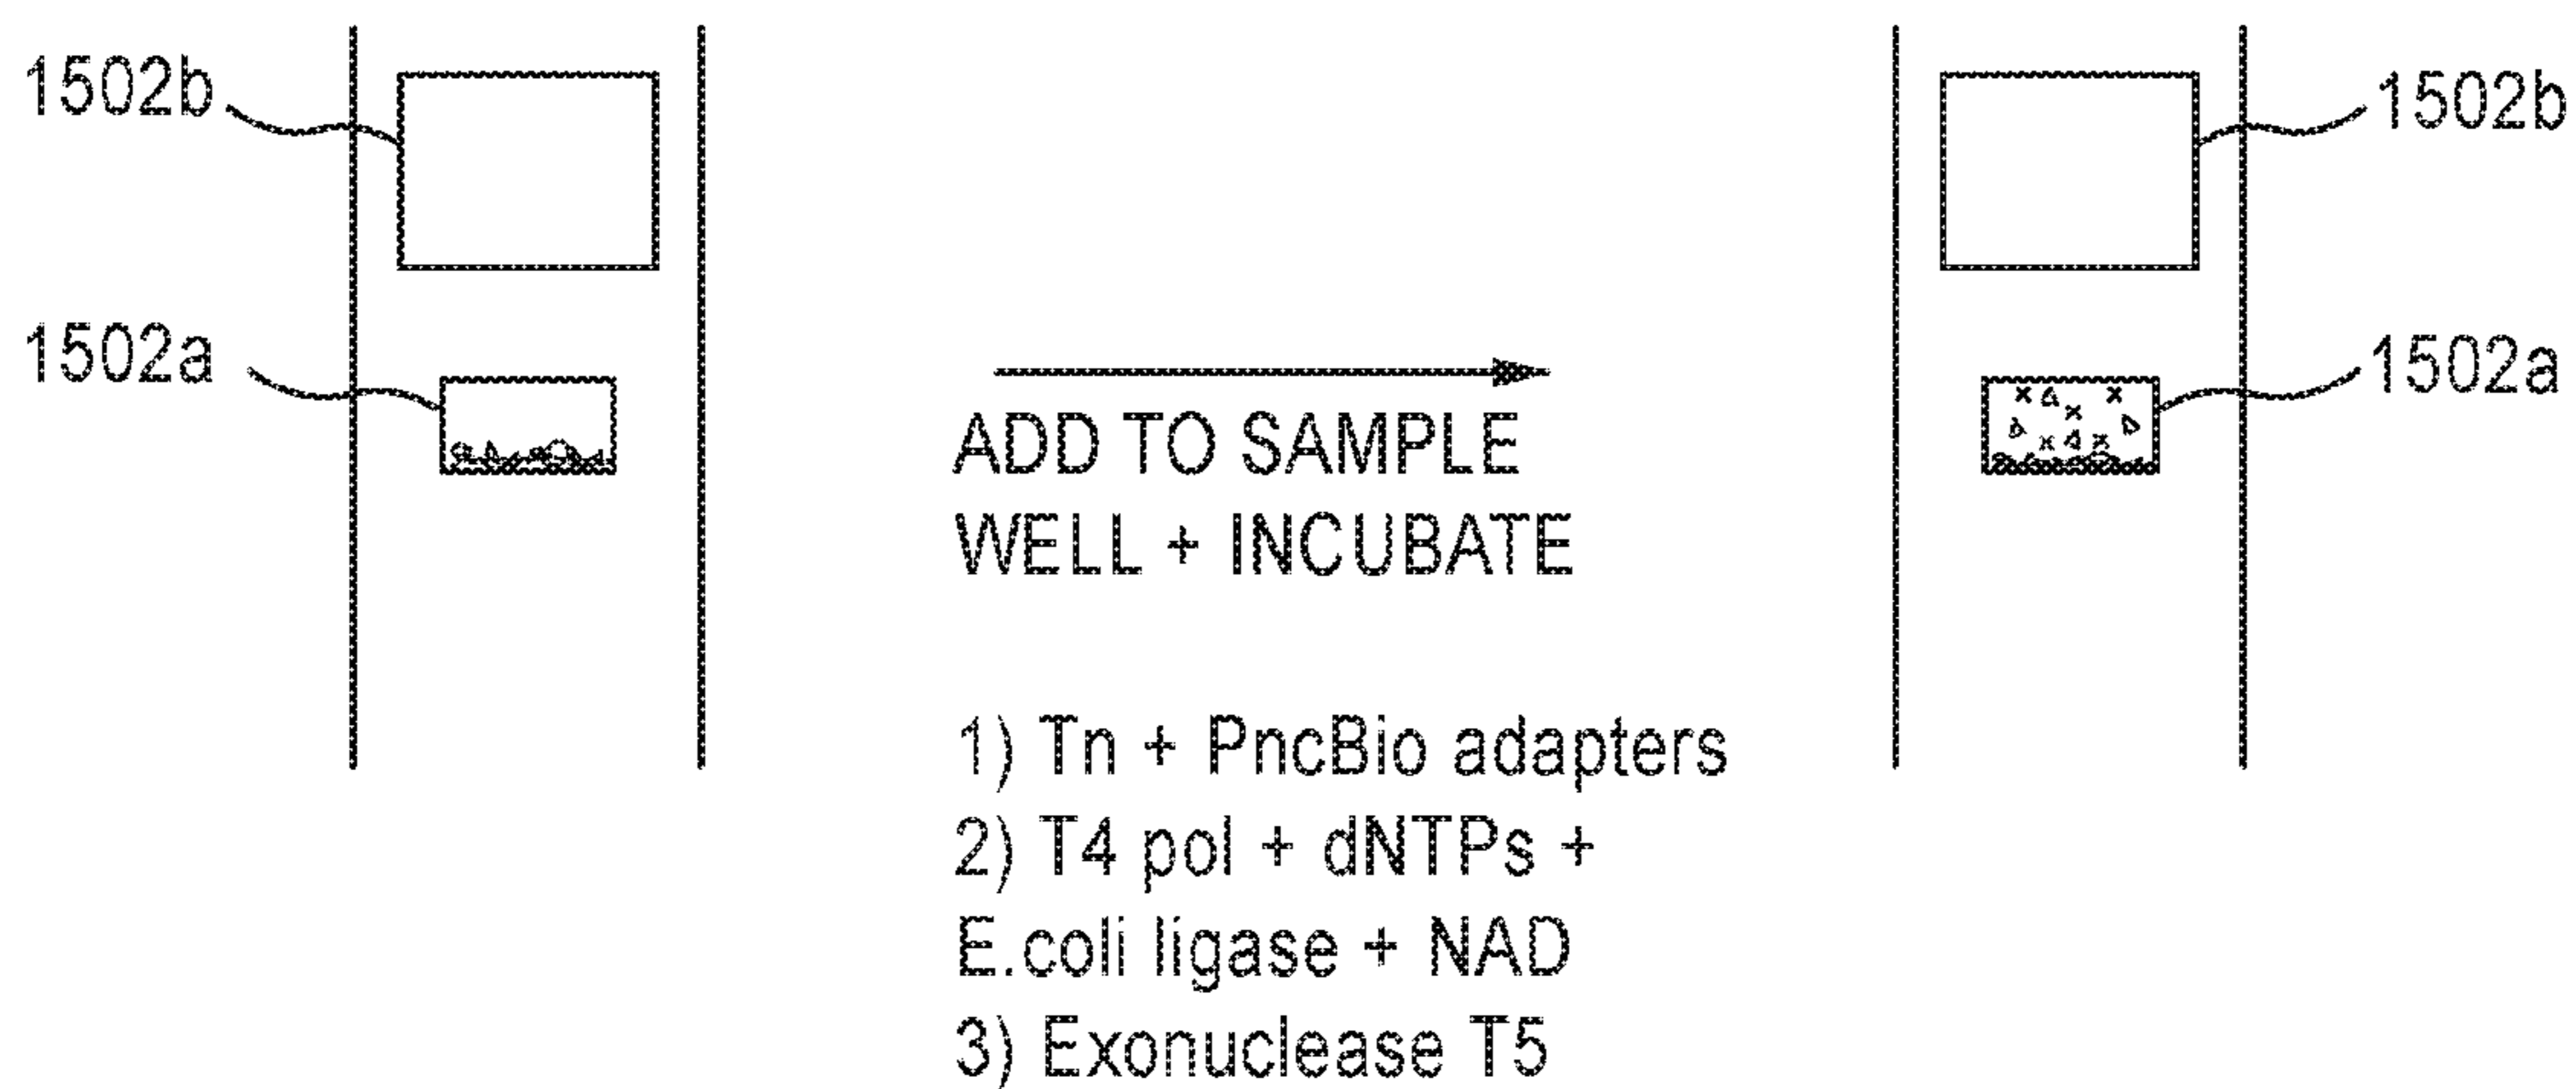 1502b
1502b
1502a
1502a
ADD TO SAMPLE
WELL + INCUBATE
1) Tn + PncBio adapters
2) T4 pol + dNTPs +
E.coli ligase + NAD
3) Exonuclease T5